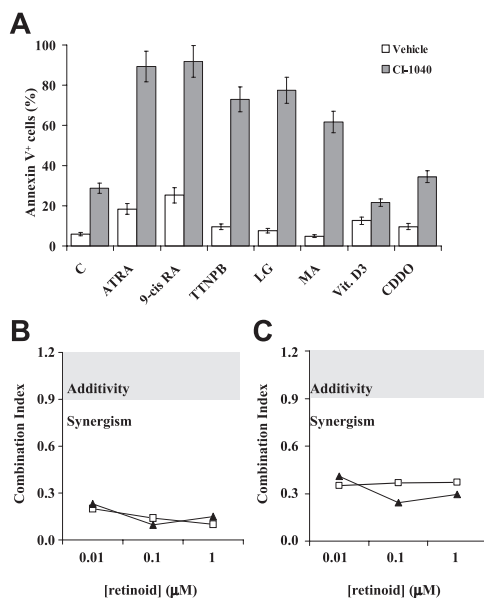 A
Vehicle
CI-1040
Annexin V+ cells (%)
100
80
60
40
20
0
C
ATRA
9-cis RA
TTNPB
LG
MA
Vit. D3
CDDO
B
Combination Index
1.2
0.9
0.6
0.3
0.0
Additivity
Synergism
0.01
0.1
1
[retinoid] (μM)
C
Combination Index
1.2
0.9
0.6
0.3
0.0
Additivity
Synergism
0.01
0.1
1
[retinoid] (μM)